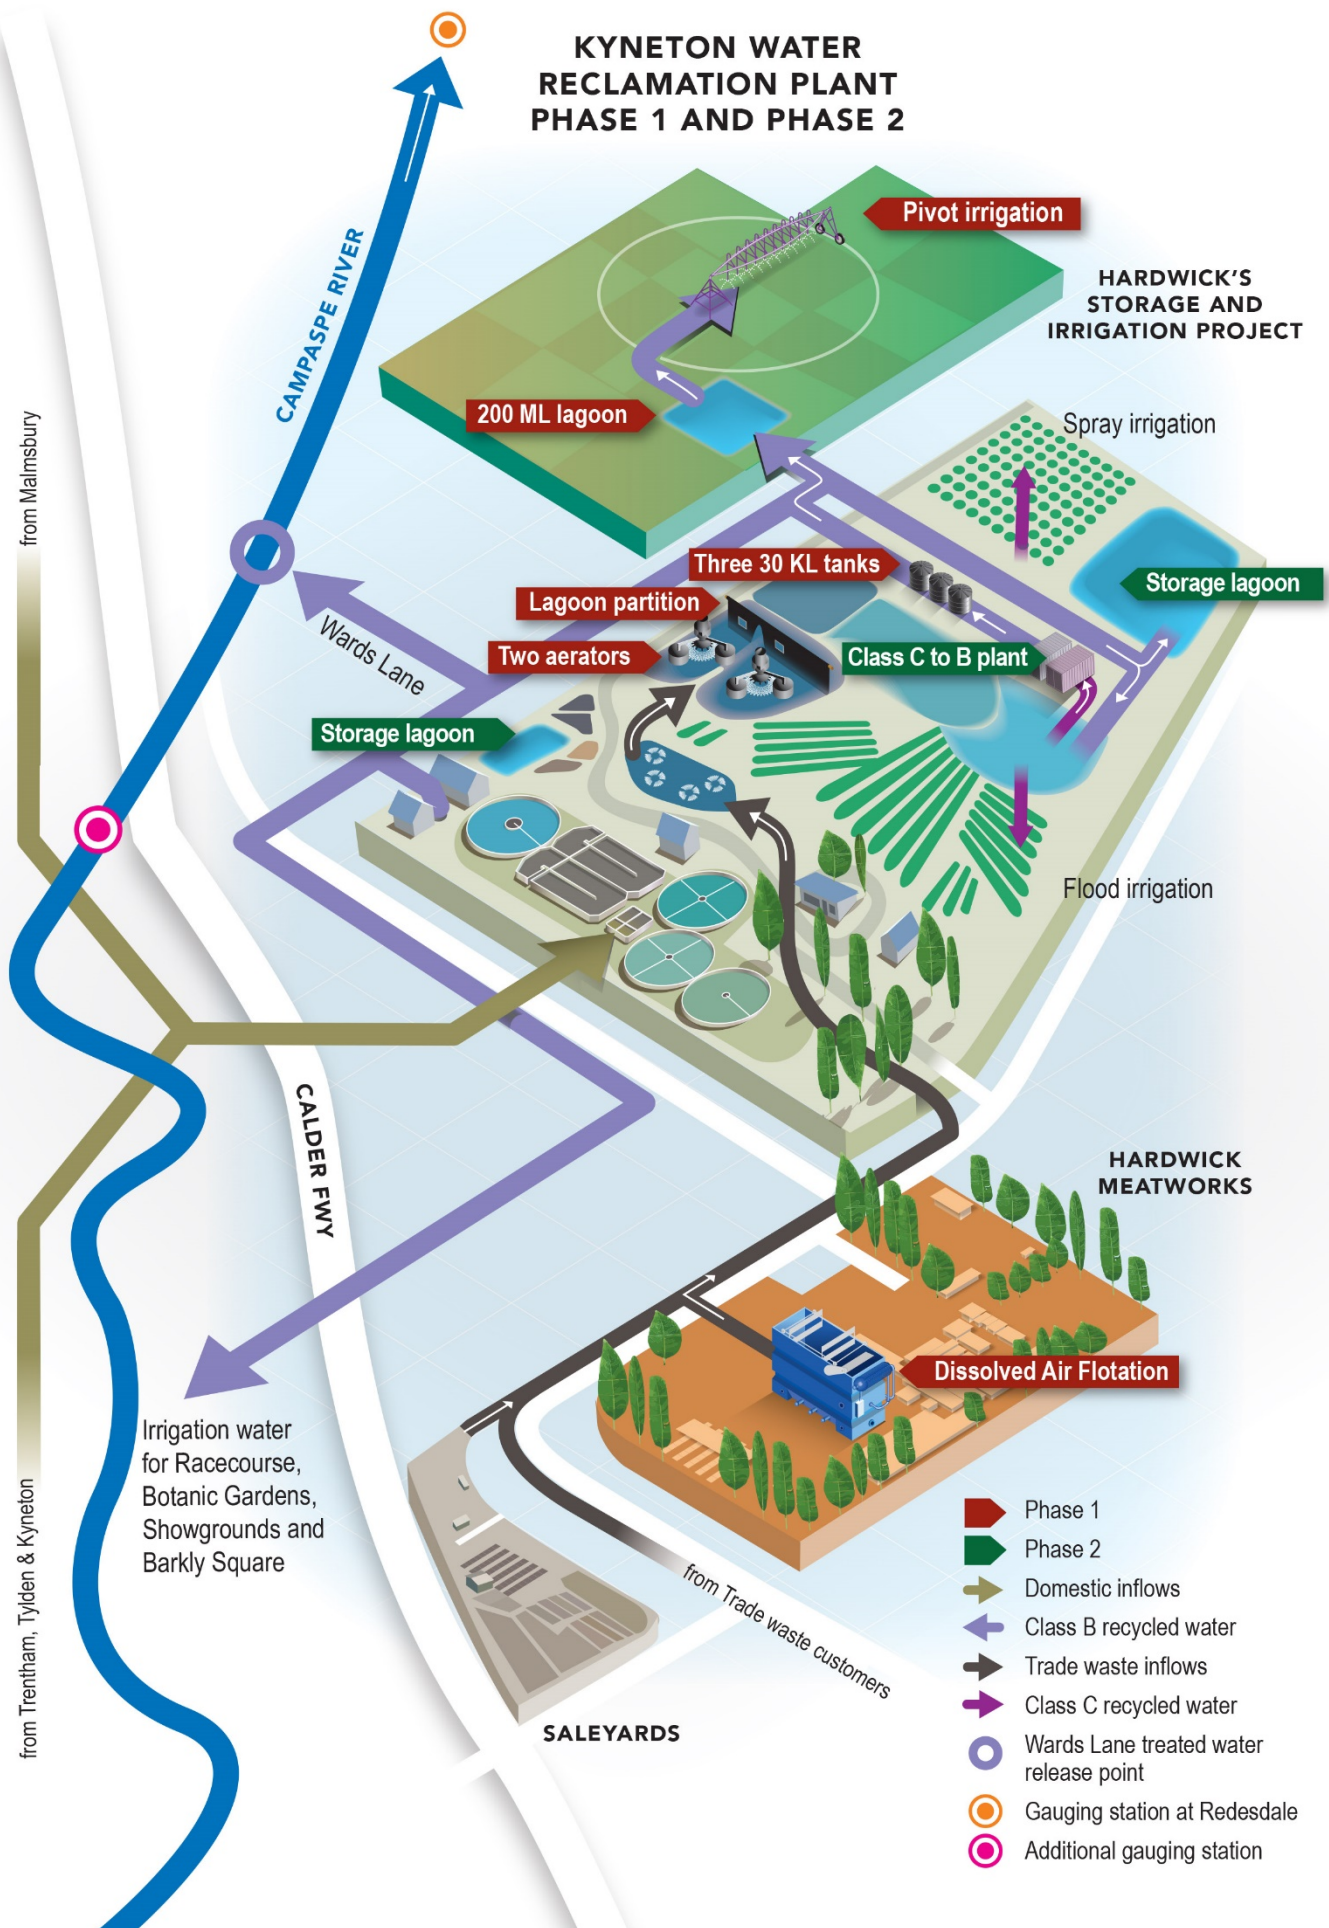 KYNETON WATER
RECLAMATION PLANT
PHASE 1 AND PHASE 2
CAMPASPE RIVER
Pivot irrigation
HARDWICK'S
STORAGE AND
IRRIGATION PROJECT
200 ML lagoon
Spray irrigation
from Malmsbury
Three 30 KL tanks
Storage lagoon
Lagoon partition
Wards Lane
Two aerators
Class C to B plant
Storage lagoon
Flood irrigation
CALDER FWY
HARDWICK
MEATWORKS
Dissolved Air Flotation
Irrigation water
for Racecourse,
Botanic Gardens,
Showgrounds and
Barkly Square
from Trentham, Tylden & Kyneton
from Trade waste customers
SALEYARDS
Phase 1
Phase 2
Domestic inflows
Class B recycled water
Trade waste inflows
Class C recycled water
Wards Lane treated water
release point
Gauging station at Redesdale
Additional gauging station